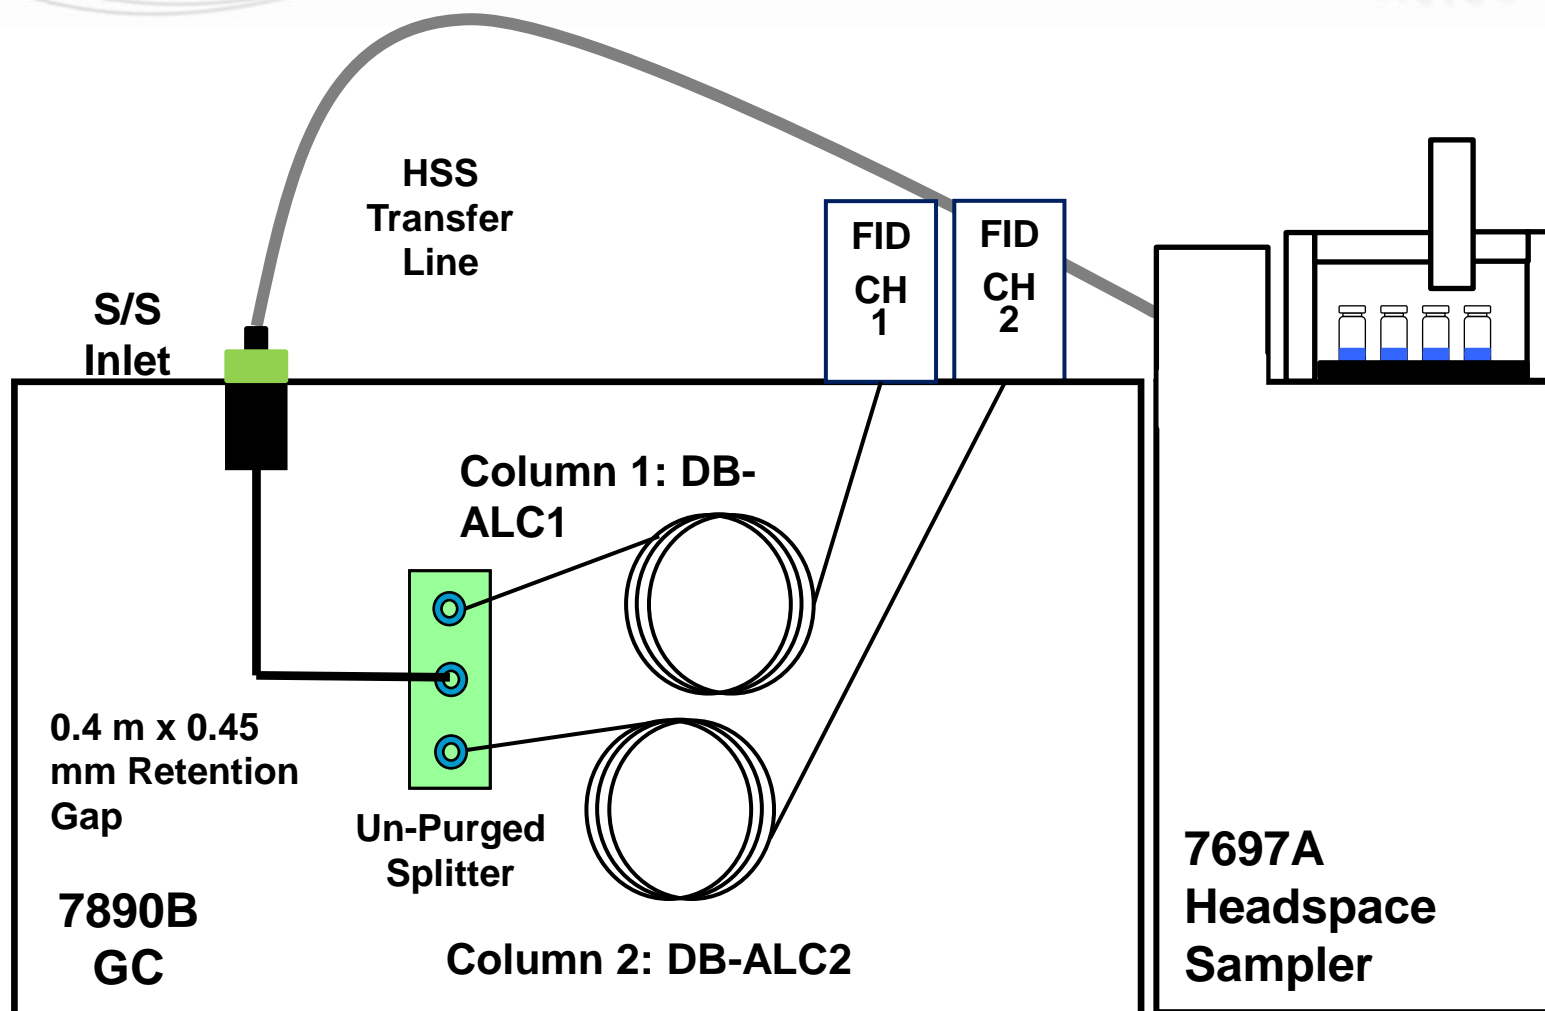 HSS
Transfer
Line
FID
CH
1
FID
CH
2
S/S
Inlet
Column 1: DB-
ALC1
0.4 m x 0.45
mm Retention
Gap
Un-Purged
Splitter
7890B
GC
Column 2: DB-ALC2
7697A
Headspace
Sampler